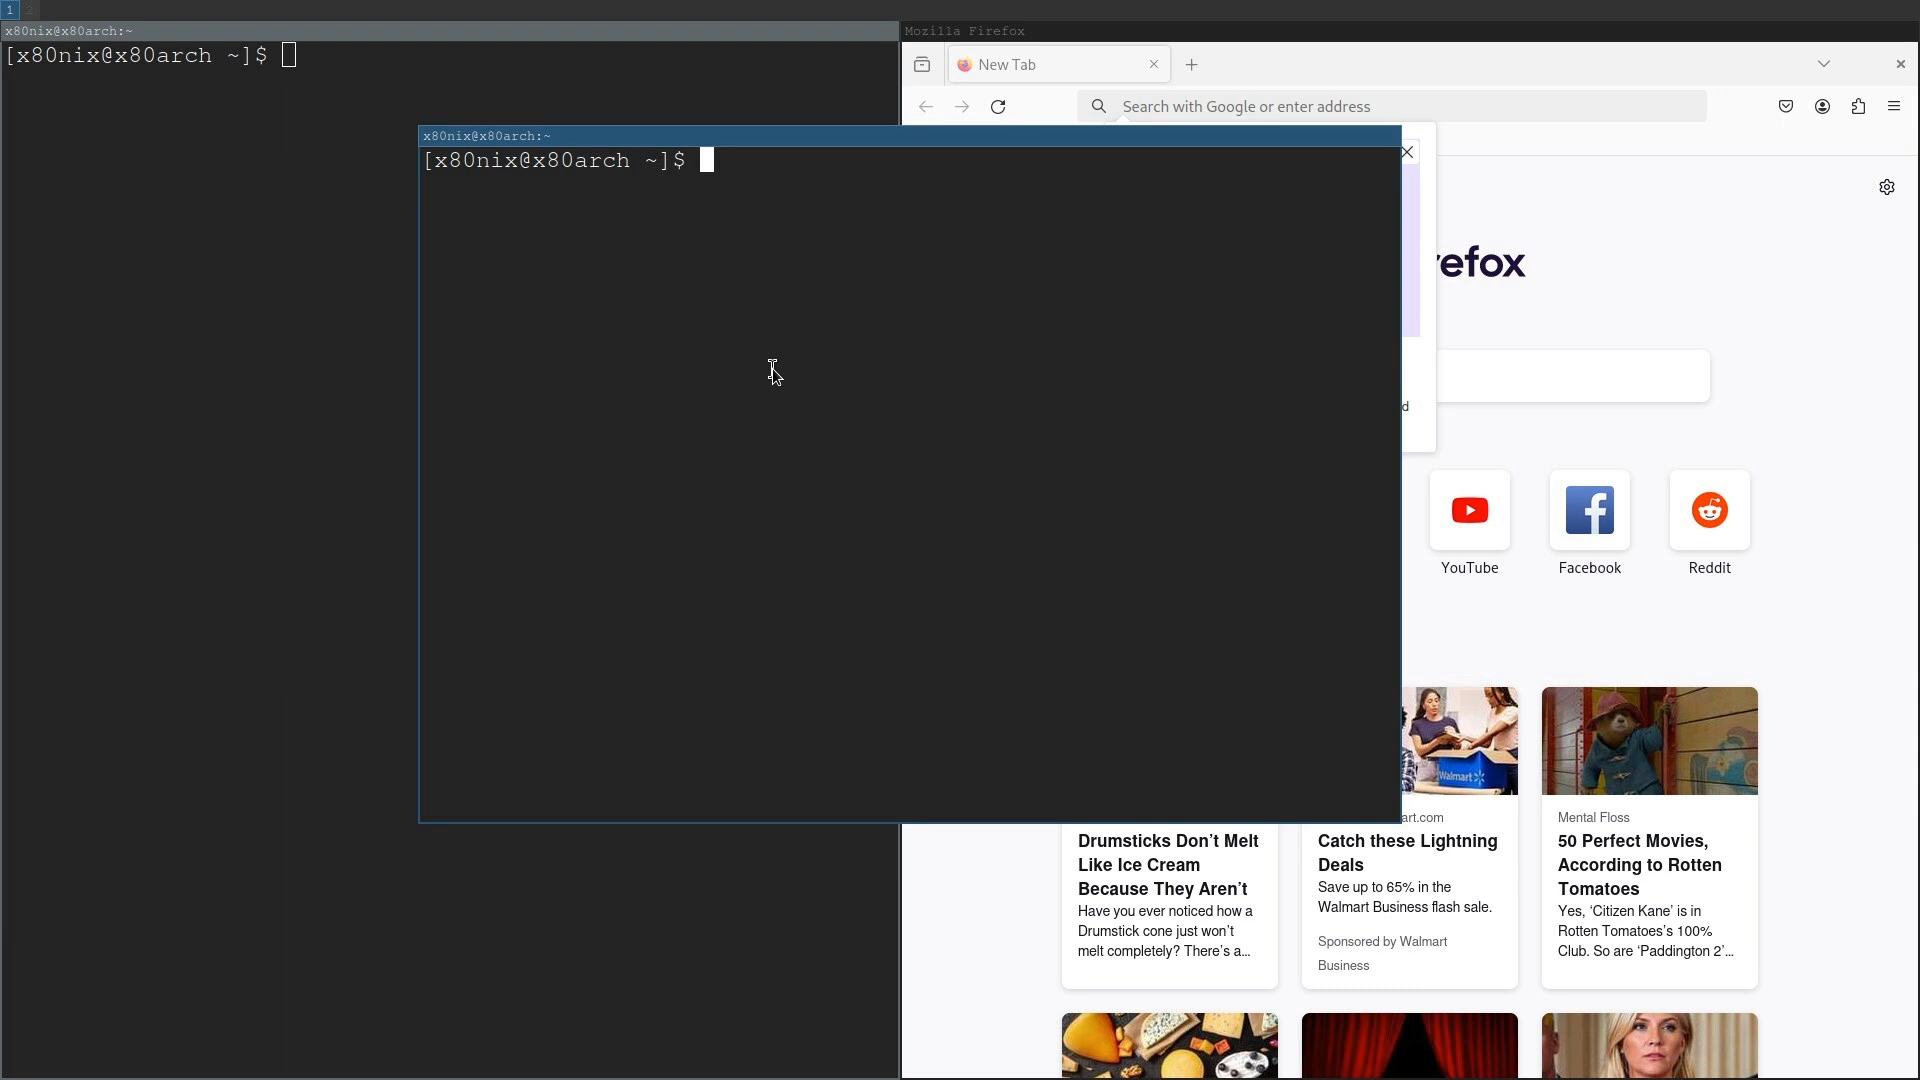 1 2
x80nix@x80arch:~
[x80nix@x80arch ~]$
Mozilla Firefox
New Tab
Search with Google or enter address
x80nix@x80arch:~
[x80nix@x80arch ~]$
refox
d
YouTube
Facebook
Reddit
Walmart
Drumsticks Don’t Melt
Like Ice Cream
Because They Aren’t
Have you ever noticed how a
Drumstick cone just won’t
melt completely? There’s a...
art.com
Catch these Lightning
Deals
Save up to 65% in the
Walmart Business flash sale.
Sponsored by Walmart
Business
Mental Floss
50 Perfect Movies,
According to Rotten
Tomatoes
Yes, ‘Citizen Kane’ is in
Rotten Tomatoes’s 100%
Club. So are ‘Paddington 2’...